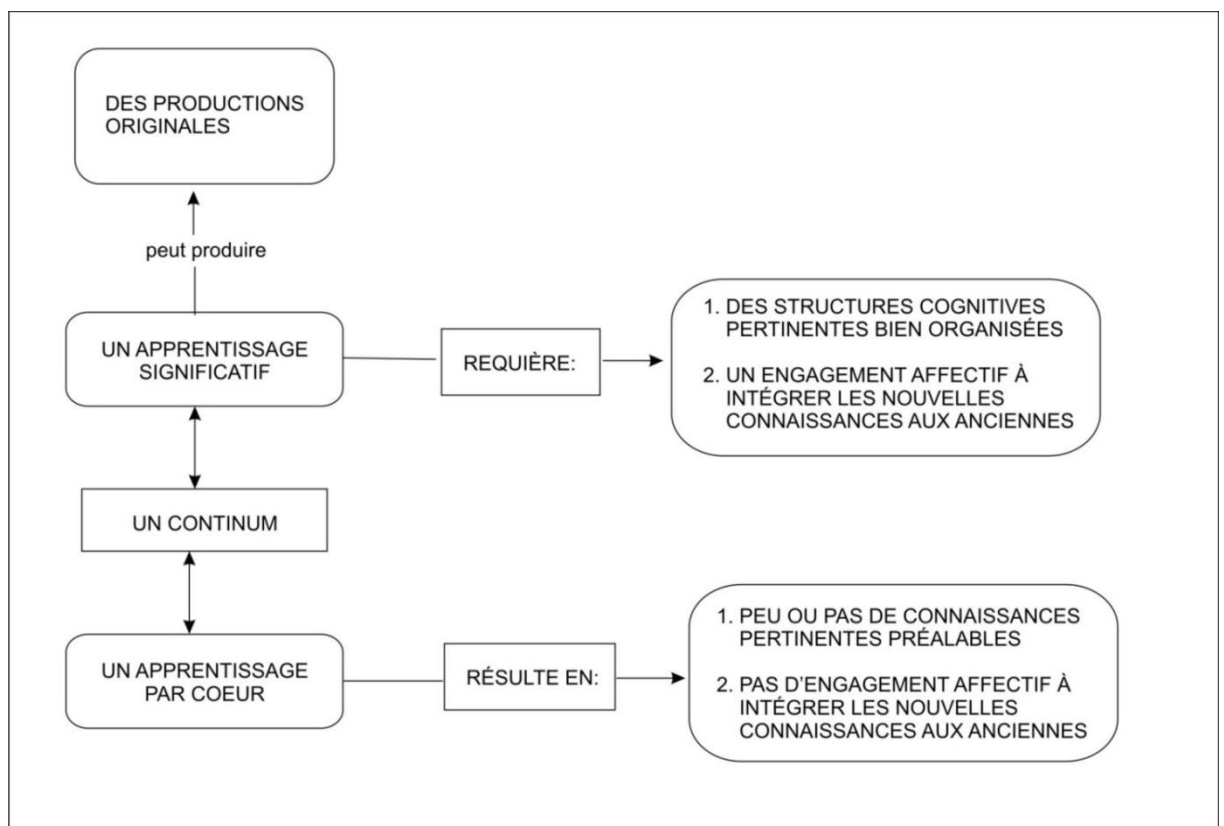 DES PRODUCTIONS
ORIGINALES
peut produire
UN APPRENTISSAGE
SIGNIFICATIF
REQUIÈRE:
1. DES STRUCTURES COGNITIVES
PERTINENTES BIEN ORGANISÉES
2. UN ENGAGEMENT AFFECTIF À
INTÉGRER LES NOUVELLES
CONNAISSANCES AUX ANCIENNES
UN CONTINUM
UN APPRENTISSAGE
PAR COEUR
RÉSULTE EN:
1. PEU OU PAS DE CONNAISSANCES
PERTINENTES PRÉALABLES
2. PAS D'ENGAGEMENT AFFECTIF À
INTÉGRER LES NOUVELLES
CONNAISSANCES AUX ANCIENNES